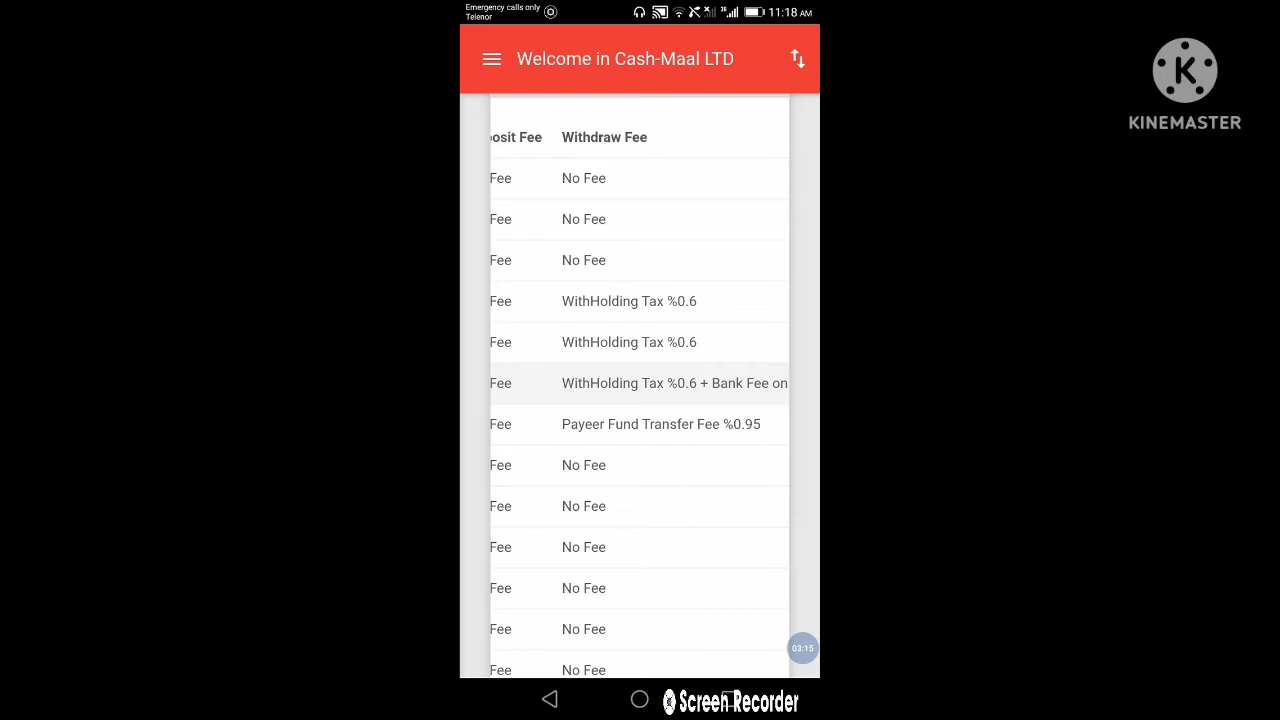 Emergency calls only
Telenor
3G
11:18 AM
Welcome in Cash-Maal LTD
K
KINEMASTER
osit Fee Withdraw Fee
Fee No Fee
Fee No Fee
Fee No Fee
Fee WithHolding Tax %0.6
Fee WithHolding Tax %0.6
Fee WithHolding Tax %0.6 + Bank Fee on
Fee Payeer Fund Transfer Fee %0.95
Fee No Fee
Fee No Fee
Fee No Fee
Fee No Fee
Fee No Fee
Fee No Fee
03:15
Screen Recorder